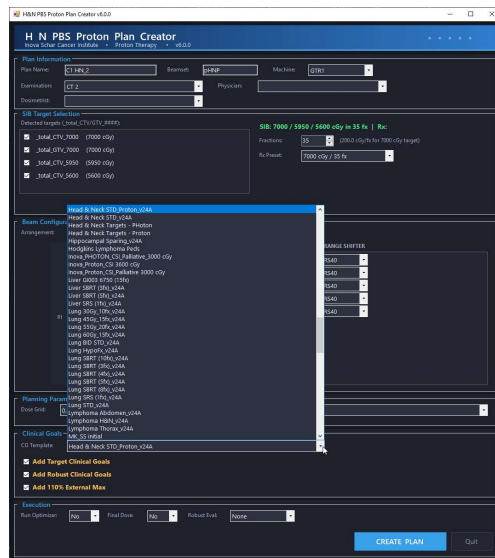 H&N PBS Proton Plan Creator v6.0.0
H N PBS Proton Plan Creator
Inova Schar Cancer Institute • Proton Therapy • v6.0.0
Plan Information
Plan Name: C1 HN_2 Beamset: pHNP Machine: GTR1
Examination: CT 2 Physician:
Dosimetrist:
SIB Target Selection
Detected targets (_total_CTV/GTV_####):
SIB: 7000 / 5950 / 5600 cGy in 35 fx | Rx:
_total_CTV_7000 (7000 cGy)
Fractions: 35 (200.0 cGy/fx for 7000 cGy target)
_total_GTV_7000 (7000 cGy)
Rx Preset: 7000 cGy / 35 fx
_total_CTV_5950 (5950 cGy)
_total_CTV_5600 (5600 cGy)
Beam Configura
Arrangement:
RANGE SHIFTER
RS40
RS40
RS40
RS40
RS40
Head & Neck STD_Proton_v24A
Head & Neck STD_v24A
Head & Neck Targets - PHoton
Head & Neck Targets - Proton
Hippocampal Sparing_v24A
Hodgkins Lymphoma Peds
Inova_PHOTON_CSI_Palliative_3000 cGy
Inova_Proton_CSI 3600 cGy
Inova_Proton_CSI_Palliative 3000 cGy
Liver GI003 6750 (15fx)
Liver SBRT (3fx)_v24A
Liver SBRT (5fx)_v24A
Liver SRS (1fx)_v24A
Lung 30Gy_10fx_v24A
Lung 45Gy_15fx_v24A
Lung 55Gy_20fx_v24A
Lung 60Gy_15fx_v24A
Lung BID STD_v24A
Lung HypoFx_v24A
Lung SBRT (10fx)_v24A
Lung SBRT (3fx)_v24A
Lung SBRT (4fx)_v24A
Lung SBRT (5fx)_v24A
Lung SBRT (8fx)_v24A
Lung SRS (1fx)_v24A
Lung STD_v24A
Lymphoma Abdomen_v24A
Lymphoma H&N_v24A
Lymphoma Thorax_v24A
MK_SS initial
Planning Param
Dose Grid: 0.
Clinical Goals
CG Template: Head & Neck STD_Proton_v24A
Add Target Clinical Goals
Add Robust Clinical Goals
Add 110% External Max
Execution
Run Optimizer: No Final Dose: No Robust Eval: None
CREATE PLAN Quit